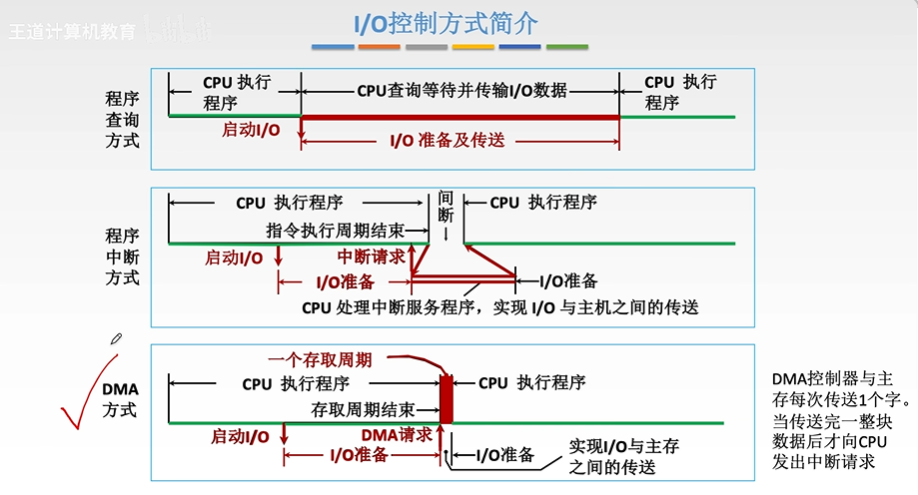 王道计算机教育
I/O控制方式简介
程序
查询
方式
CPU 执行
程序
CPU查询等待并传输I/O数据
CPU 执行
程序
启动I/O
I/O 准备及传送
程序
中断
方式
CPU 执行程序
间
断
CPU 执行程序
指令执行周期结束
启动I/O
中断请求
I/O准备
I/O准备
CPU 处理中断服务程序，实现 I/O 与主机之间的传送
DMA
方式
一个存取周期
CPU 执行程序
CPU 执行程序
存取周期结束
启动I/O
DMA请求
I/O准备
I/O准备
实现I/O与主存
之间的传送
DMA控制器与主
存每次传送1个字。
当传送完一整块
数据后才向CPU
发出中断请求